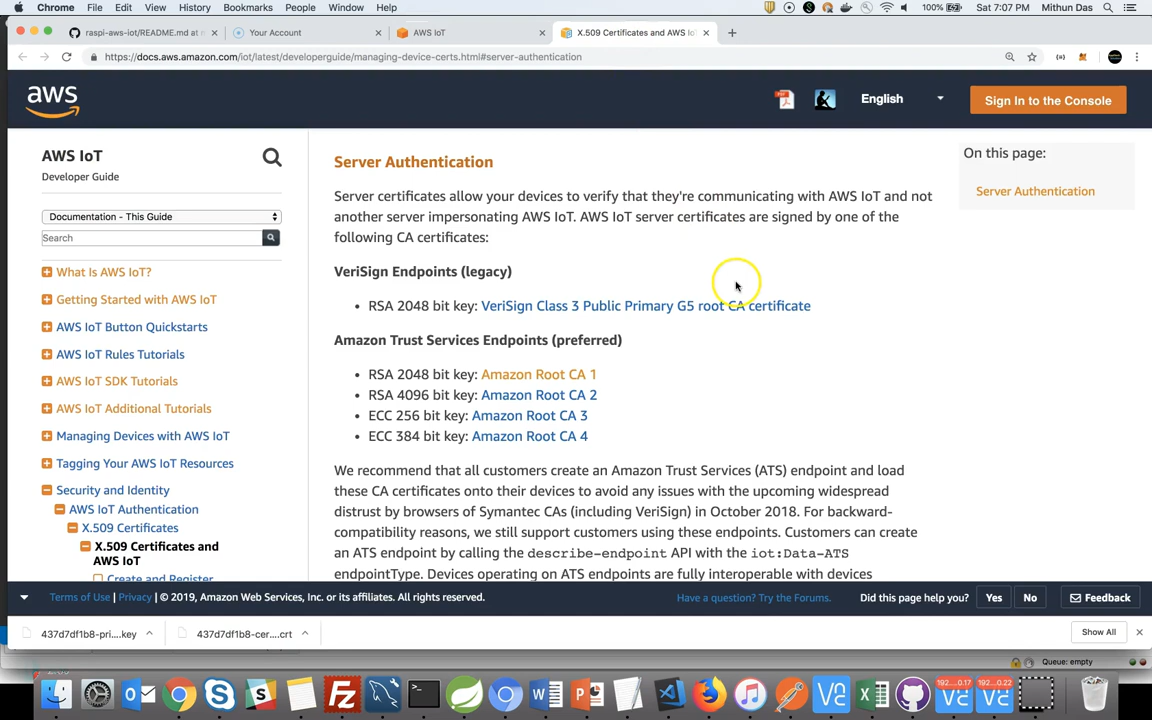 Chrome File Edit View History Bookmarks People Window Help 100% Sat 7:07 PM Mithun Das
raspi-aws-iot/README.md at n Your Account AWS IoT X.509 Certificates and AWS IoT
https://docs.aws.amazon.com/iot/latest/developerguide/managing-device-certs.html#server-authentication
aws English Sign In to the Console
AWS IoT
Developer Guide
Documentation - This Guide
Search
What Is AWS IoT?
Getting Started with AWS IoT
AWS IoT Button Quickstarts
AWS IoT Rules Tutorials
AWS IoT SDK Tutorials
AWS IoT Additional Tutorials
Managing Devices with AWS IoT
Tagging Your AWS IoT Resources
Security and Identity
AWS IoT Authentication
X.509 Certificates
X.509 Certificates and
AWS IoT
Create and Register
Server Authentication
Server certificates allow your devices to verify that they're communicating with AWS IoT and not
another server impersonating AWS IoT. AWS IoT server certificates are signed by one of the
following CA certificates:
VeriSign Endpoints (legacy)
• RSA 2048 bit key: VeriSign Class 3 Public Primary G5 root CA certificate
Amazon Trust Services Endpoints (preferred)
• RSA 2048 bit key: Amazon Root CA 1
• RSA 4096 bit key: Amazon Root CA 2
• ECC 256 bit key: Amazon Root CA 3
• ECC 384 bit key: Amazon Root CA 4
We recommend that all customers create an Amazon Trust Services (ATS) endpoint and load
these CA certificates onto their devices to avoid any issues with the upcoming widespread
distrust by browsers of Symantec CAs (including VeriSign) in October 2018. For backward-
compatibility reasons, we still support customers using these endpoints. Customers can create
an ATS endpoint by calling the describe-endpoint API with the iot:Data-ATS
endpointType. Devices operating on ATS endpoints are fully interoperable with devices
On this page:
Server Authentication
Terms of Use | Privacy | © 2019, Amazon Web Services, Inc. or its affiliates. All rights reserved. Have a question? Try the Forums. Did this page help you? Yes No Feedback
437d7df1b8-pri....key 437d7df1b8-cer....crt Show All
Queue: empty
192....0.17 192....0.22